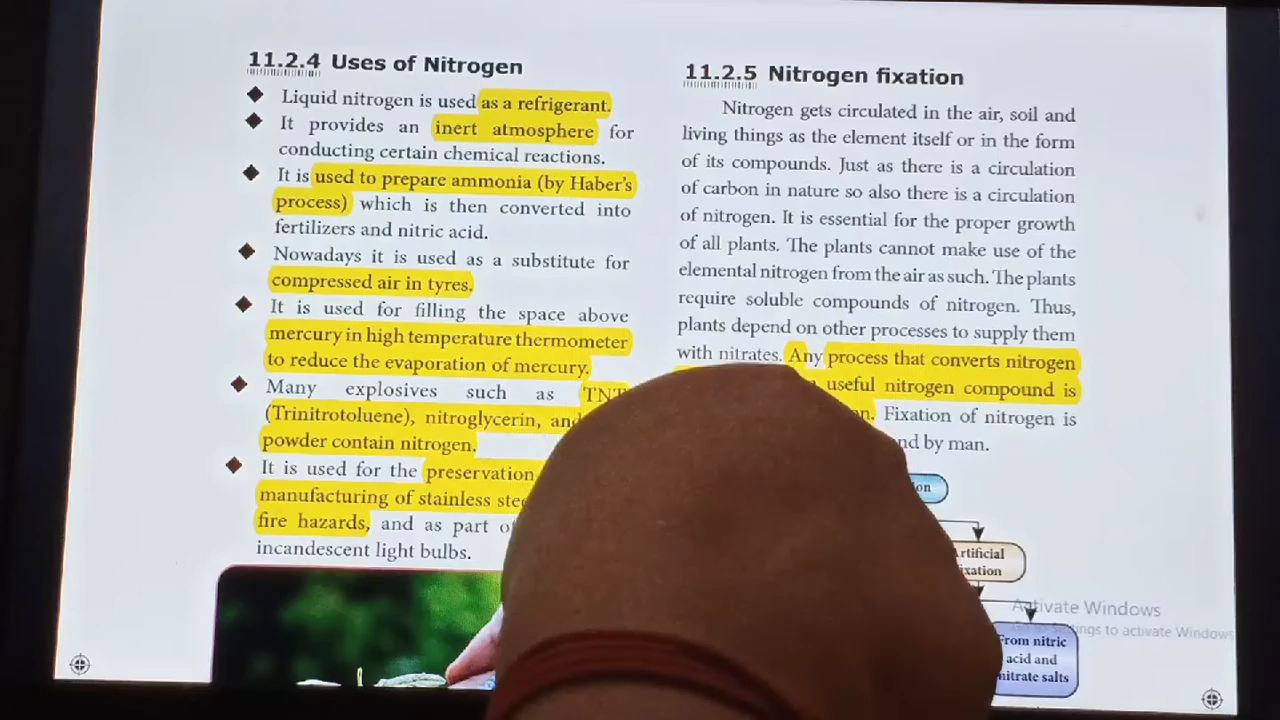 11.2.4 Uses of Nitrogen
Liquid nitrogen is used as a refrigerant.
It provides an inert atmosphere for
conducting certain chemical reactions.
It is used to prepare ammonia (by Haber's
process) which is then converted into
fertilizers and nitric acid.
Nowadays it is used as a substitute for
compressed air in tyres.
It is used for filling the space above
mercury in high temperature thermometer
to reduce the evaporation of mercury.
Many explosives such as TNT
(Trinitrotoluene), nitroglycerin, and
powder contain nitrogen.
It is used for the preservation
manufacturing of stainless
fire hazards, and as part
incandescent light bulbs.
11.2.5 Nitrogen fixation
Nitrogen gets circulated in the air, soil and
living things as the element itself or in the form
of its compounds. Just as there is a circulation
of carbon in nature so also there is a circulation
of nitrogen. It is essential for the proper growth
of all plants. The plants cannot make use of the
elemental nitrogen from the air as such. The plants
require soluble compounds of nitrogen. Thus,
plants depend on other processes to supply them
with nitrates. Any process that converts nitrogen
useful nitrogen compound is
Fixation of nitrogen is
by man.
Activate Windows
to activate Windows
From nitric
acid and
nitrate salts